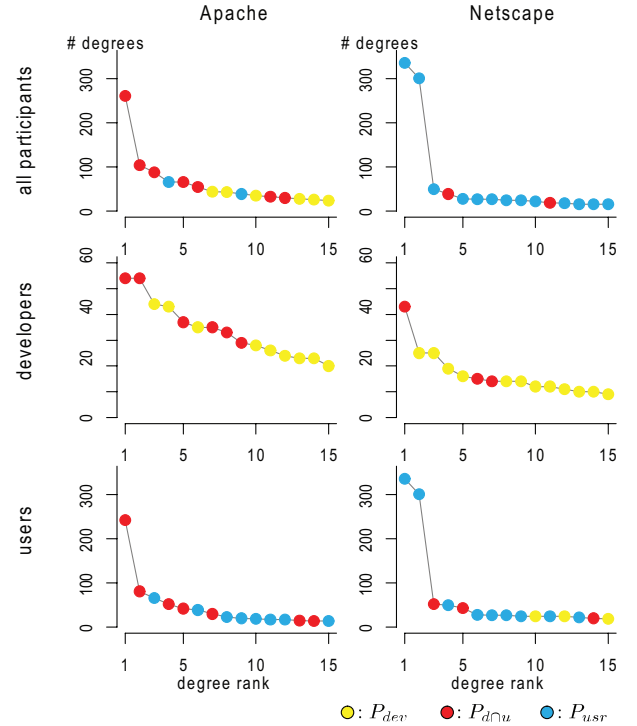 Apache Netscape
# degrees # degrees
all participants
0 100 200 300
0 100 200 300
1 5 10 15
1 5 10 15
developers
0 20 40 60
0 20 40 60
1 5 10 15
1 5 10 15
users
0 100 200 300
0 100 200 300
1 5 10 15
1 5 10 15
degree rank degree rank
: P_dev : P_d∩u : P_usr